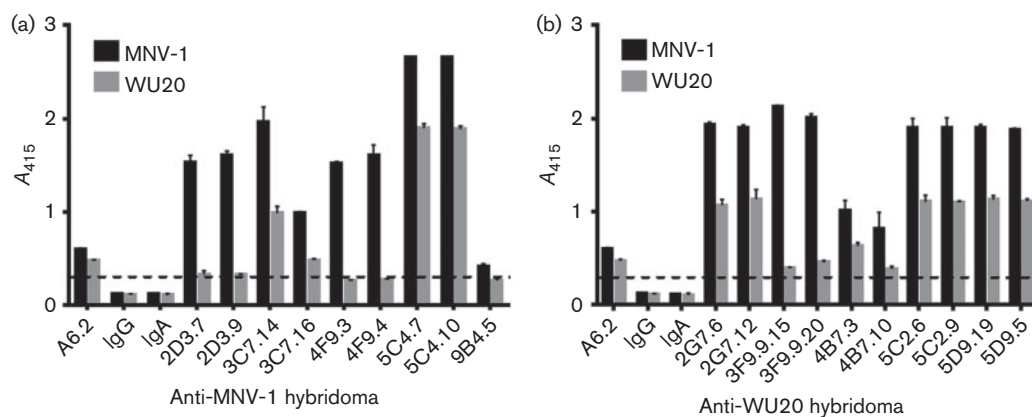 (a)
3
2
1
0
A415
MNV-1
WU20
A6.2
IgG
IgA
2D3.7
2D3.9
3C7.14
3C7.16
4F9.3
4F9.4
5C4.7
5C4.10
9B4.5
Anti-MNV-1 hybridoma
(b)
3
2
1
0
A415
MNV-1
WU20
A6.2
IgG
IgA
2G7.6
2G7.12
3F9.9.15
3F9.9.20
4B7.3
4B7.10
5C2.6
5C2.9
5D9.19
5D9.5
Anti-WU20 hybridoma